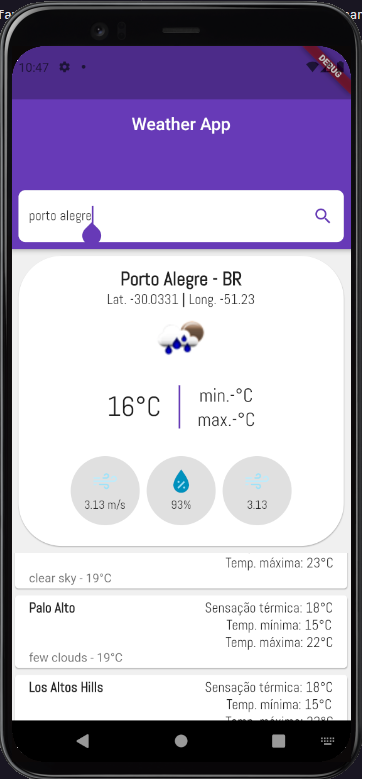 10:47
DEBUG
Weather App
porto alegre
Porto Alegre - BR
Lat. -30.0331 | Long. -51.23
16°C
min.-°C
max.-°C
3.13 m/s
93%
3.13
Temp. máxima: 23°C
clear sky - 19°C
Palo Alto
Sensação térmica: 18°C
Temp. mínima: 15°C
Temp. máxima: 22°C
few clouds - 19°C
Los Altos Hills
Sensação térmica: 18°C
Temp. mínima: 15°C